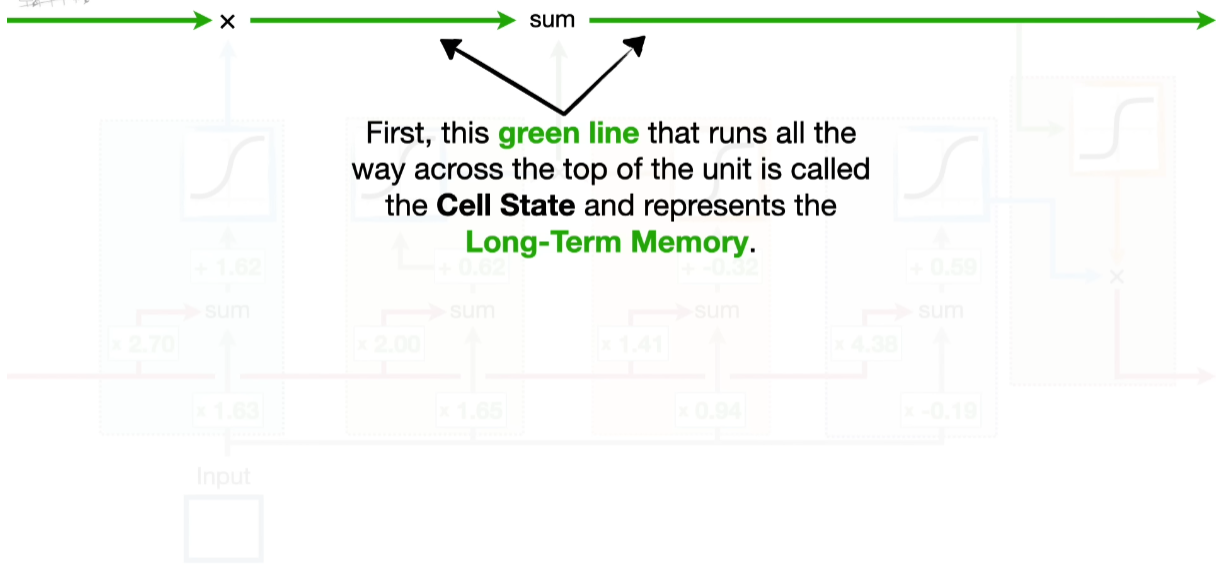 × sum
First, this green line that runs all the
way across the top of the unit is called
the Cell State and represents the
Long-Term Memory.
+ 1.62 + 0.62 + -0.32 + 0.59
×
sum sum sum sum
x 2.70 x 2.00 x 1.41 x 4.38
x 1.63 x 1.65 x 0.94 x -0.19
Input